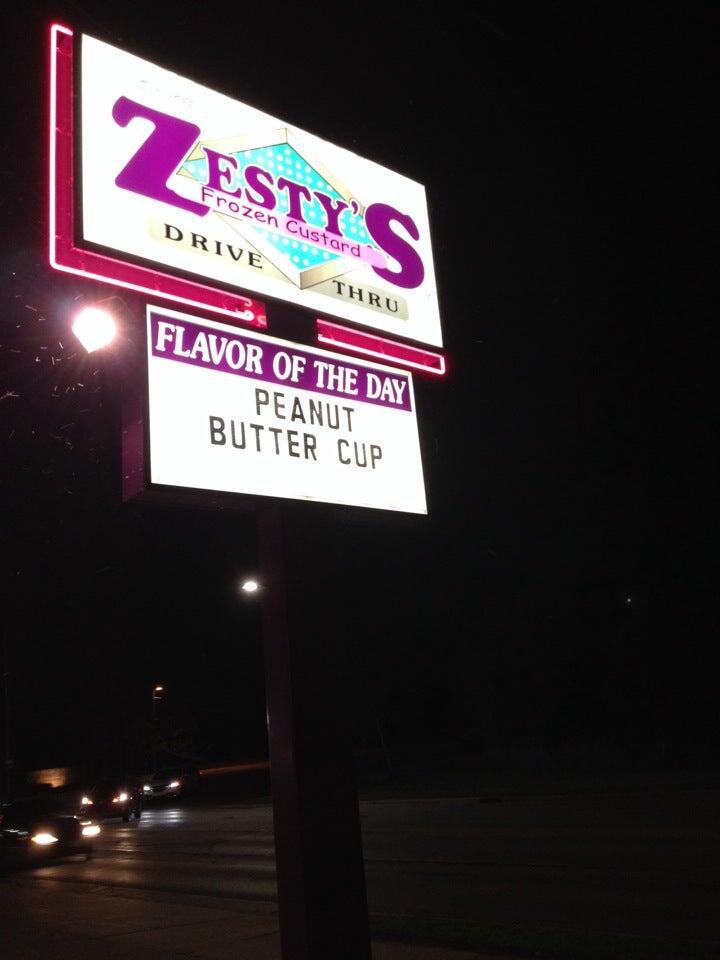 ZESTY'S
Frozen Custard
DRIVE THRU
FLAVOR OF THE DAY
PEANUT
BUTTER CUP